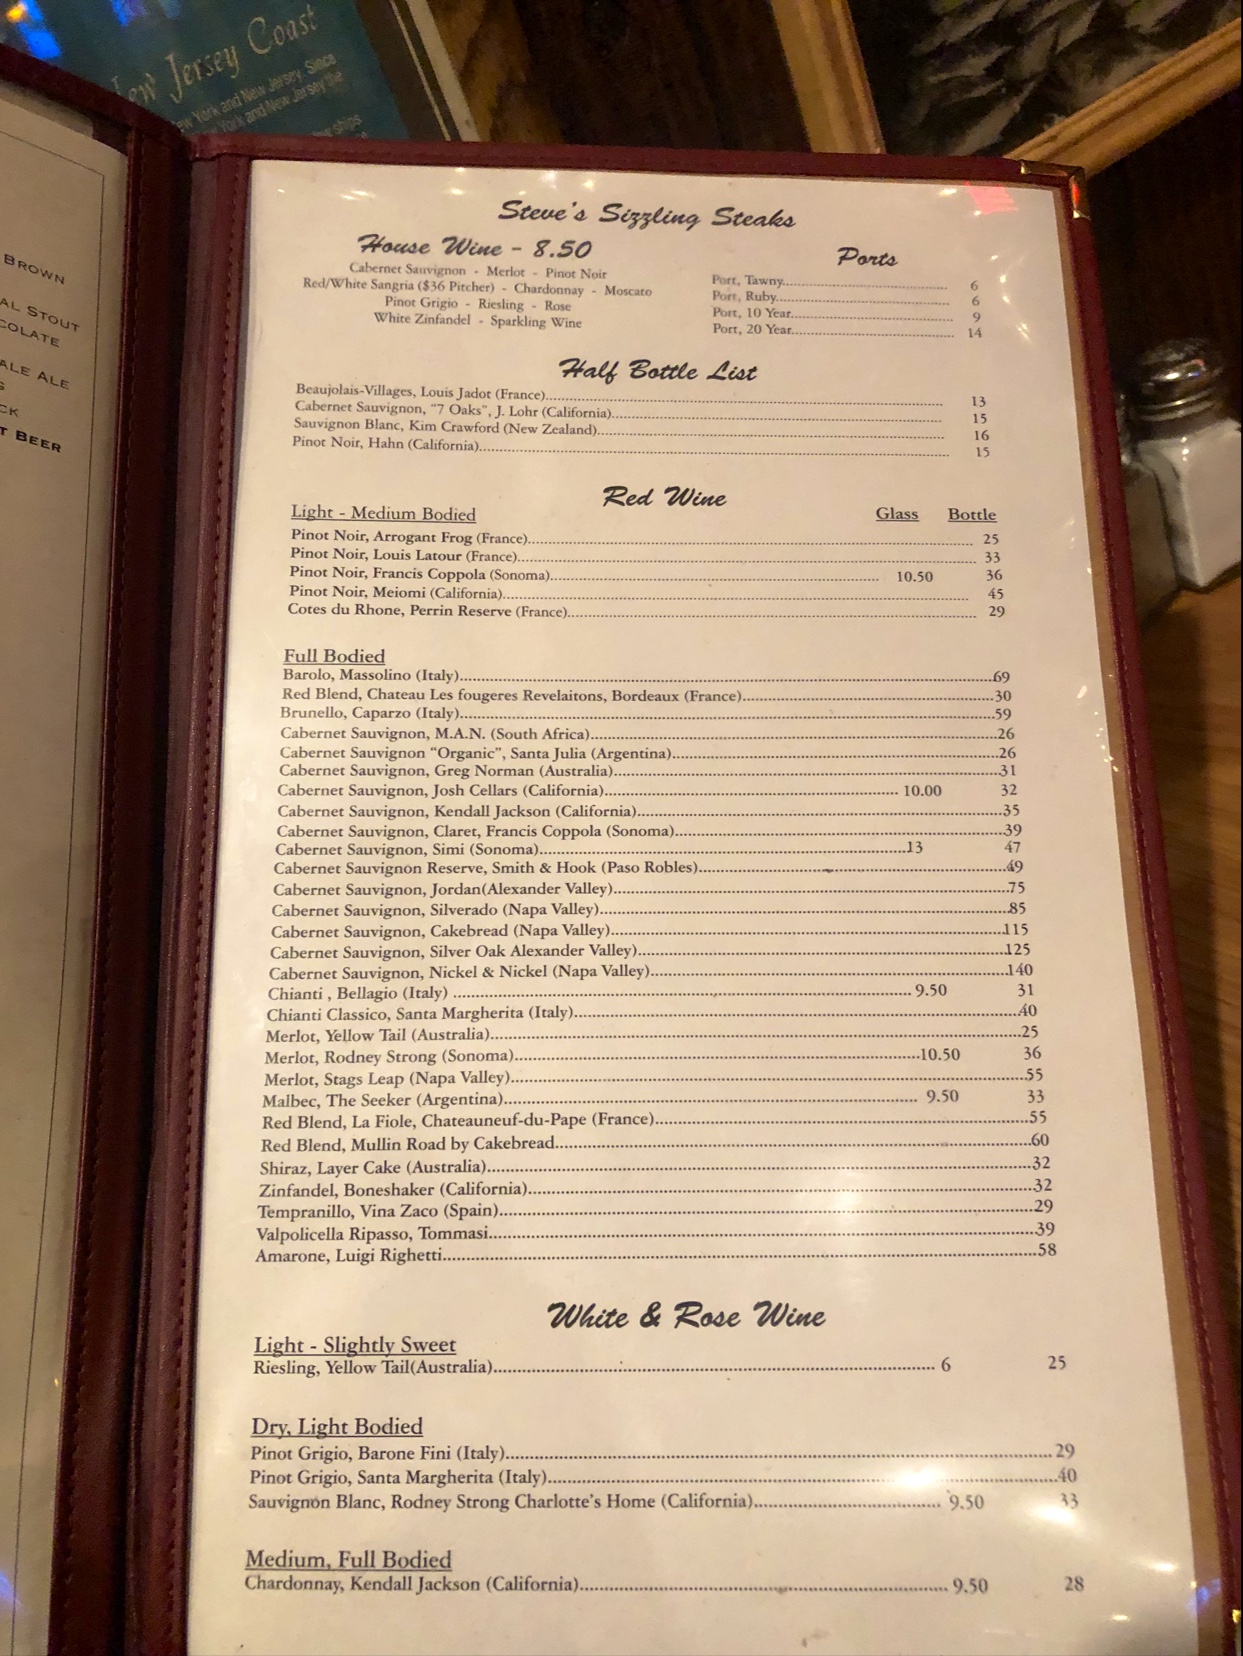 New Jersey Coast
New York and New Jersey. Since
York and New Jersey the
ships
BROWN
AL STOUT
COLATE
ALE ALE
S
CK
T BEER
Steve's Sizzling Steaks
House Wine - 8.50
Cabernet Sauvignon - Merlot - Pinot Noir
Red/White Sangria ($36 Pitcher) - Chardonnay - Moscato
Pinot Grigio - Riesling - Rose
White Zinfandel - Sparkling Wine
Ports
Port, Tawny 6
Port, Ruby 6
Port, 10 Year 9
Port, 20 Year 14
Half Bottle List
Beaujolais-Villages, Louis Jadot (France) 13
Cabernet Sauvignon, "7 Oaks", J. Lohr (California) 15
Sauvignon Blanc, Kim Crawford (New Zealand) 16
Pinot Noir, Hahn (California) 15
Red Wine
Light - Medium Bodied Glass Bottle
Pinot Noir, Arrogant Frog (France) 25
Pinot Noir, Louis Latour (France) 33
Pinot Noir, Francis Coppola (Sonoma) 10.50 36
Pinot Noir, Meiomi (California) 45
Cotes du Rhone, Perrin Reserve (France) 29
Full Bodied
Barolo, Massolino (Italy) 69
Red Blend, Chateau Les fougeres Revelaitons, Bordeaux (France) 30
Brunello, Caparzo (Italy) 59
Cabernet Sauvignon, M.A.N. (South Africa) 26
Cabernet Sauvignon "Organic", Santa Julia (Argentina) 26
Cabernet Sauvignon, Greg Norman (Australia) 31
Cabernet Sauvignon, Josh Cellars (California) 10.00 32
Cabernet Sauvignon, Kendall Jackson (California) 35
Cabernet Sauvignon, Claret, Francis Coppola (Sonoma) 39
Cabernet Sauvignon, Simi (Sonoma) 13 47
Cabernet Sauvignon Reserve, Smith & Hook (Paso Robles) 49
Cabernet Sauvignon, Jordan(Alexander Valley) 75
Cabernet Sauvignon, Silverado (Napa Valley) 85
Cabernet Sauvignon, Cakebread (Napa Valley) 115
Cabernet Sauvignon, Silver Oak Alexander Valley) 125
Cabernet Sauvignon, Nickel & Nickel (Napa Valley) 140
Chianti , Bellagio (Italy) 9.50 31
Chianti Classico, Santa Margherita (Italy) 40
Merlot, Yellow Tail (Australia) 25
Merlot, Rodney Strong (Sonoma) 10.50 36
Merlot, Stags Leap (Napa Valley) 55
Malbec, The Seeker (Argentina) 9.50 33
Red Blend, La Fiole, Chateauneuf-du-Pape (France) 55
Red Blend, Mullin Road by Cakebread 60
Shiraz, Layer Cake (Australia) 32
Zinfandel, Boneshaker (California) 32
Tempranillo, Vina Zaco (Spain) 29
Valpolicella Ripasso, Tommasi 39
Amarone, Luigi Righetti 58
White & Rose Wine
Light - Slightly Sweet
Riesling, Yellow Tail(Australia) 6 25
Dry, Light Bodied
Pinot Grigio, Barone Fini (Italy) 29
Pinot Grigio, Santa Margherita (Italy) 40
Sauvignon Blanc, Rodney Strong Charlotte's Home (California) 9.50 33
Medium, Full Bodied
Chardonnay, Kendall Jackson (California) 9.50 28